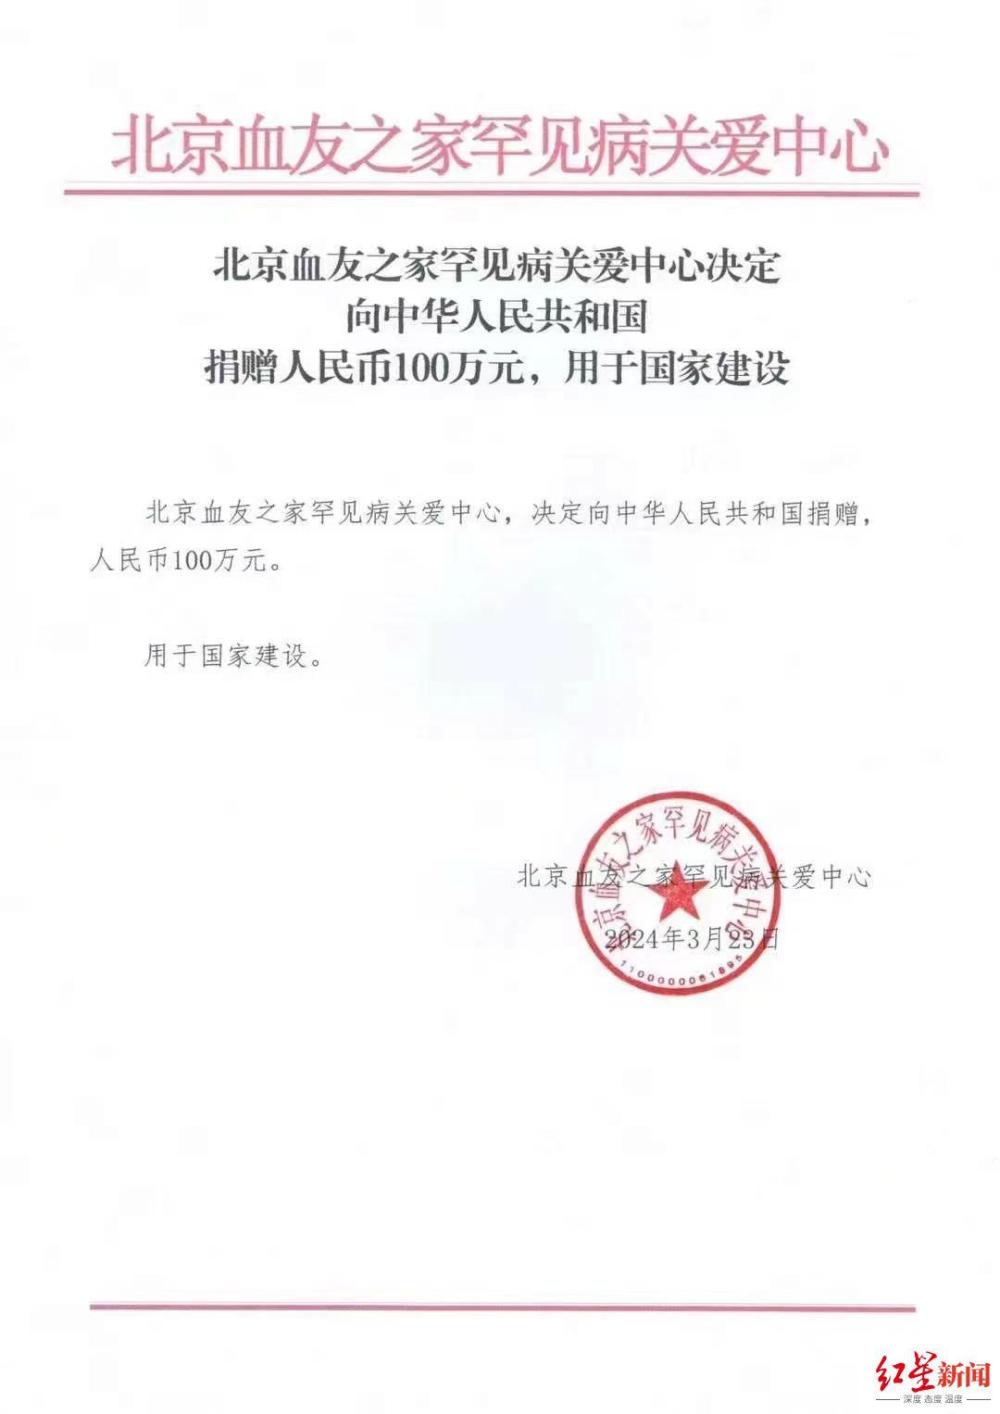 北京血友之家罕见病关爱中心
北京血友之家罕见病关爱中心决定
向中华人民共和国
捐赠人民币100万元，用于国家建设
北京血友之家罕见病关爱中心，决定向中华人民共和国捐赠，
人民币100万元。
用于国家建设。
北京血友之家罕见病关爱中心
2024年3月23日
北京血友之家罕见病关爱中心
红星新闻
深度 态度 温度